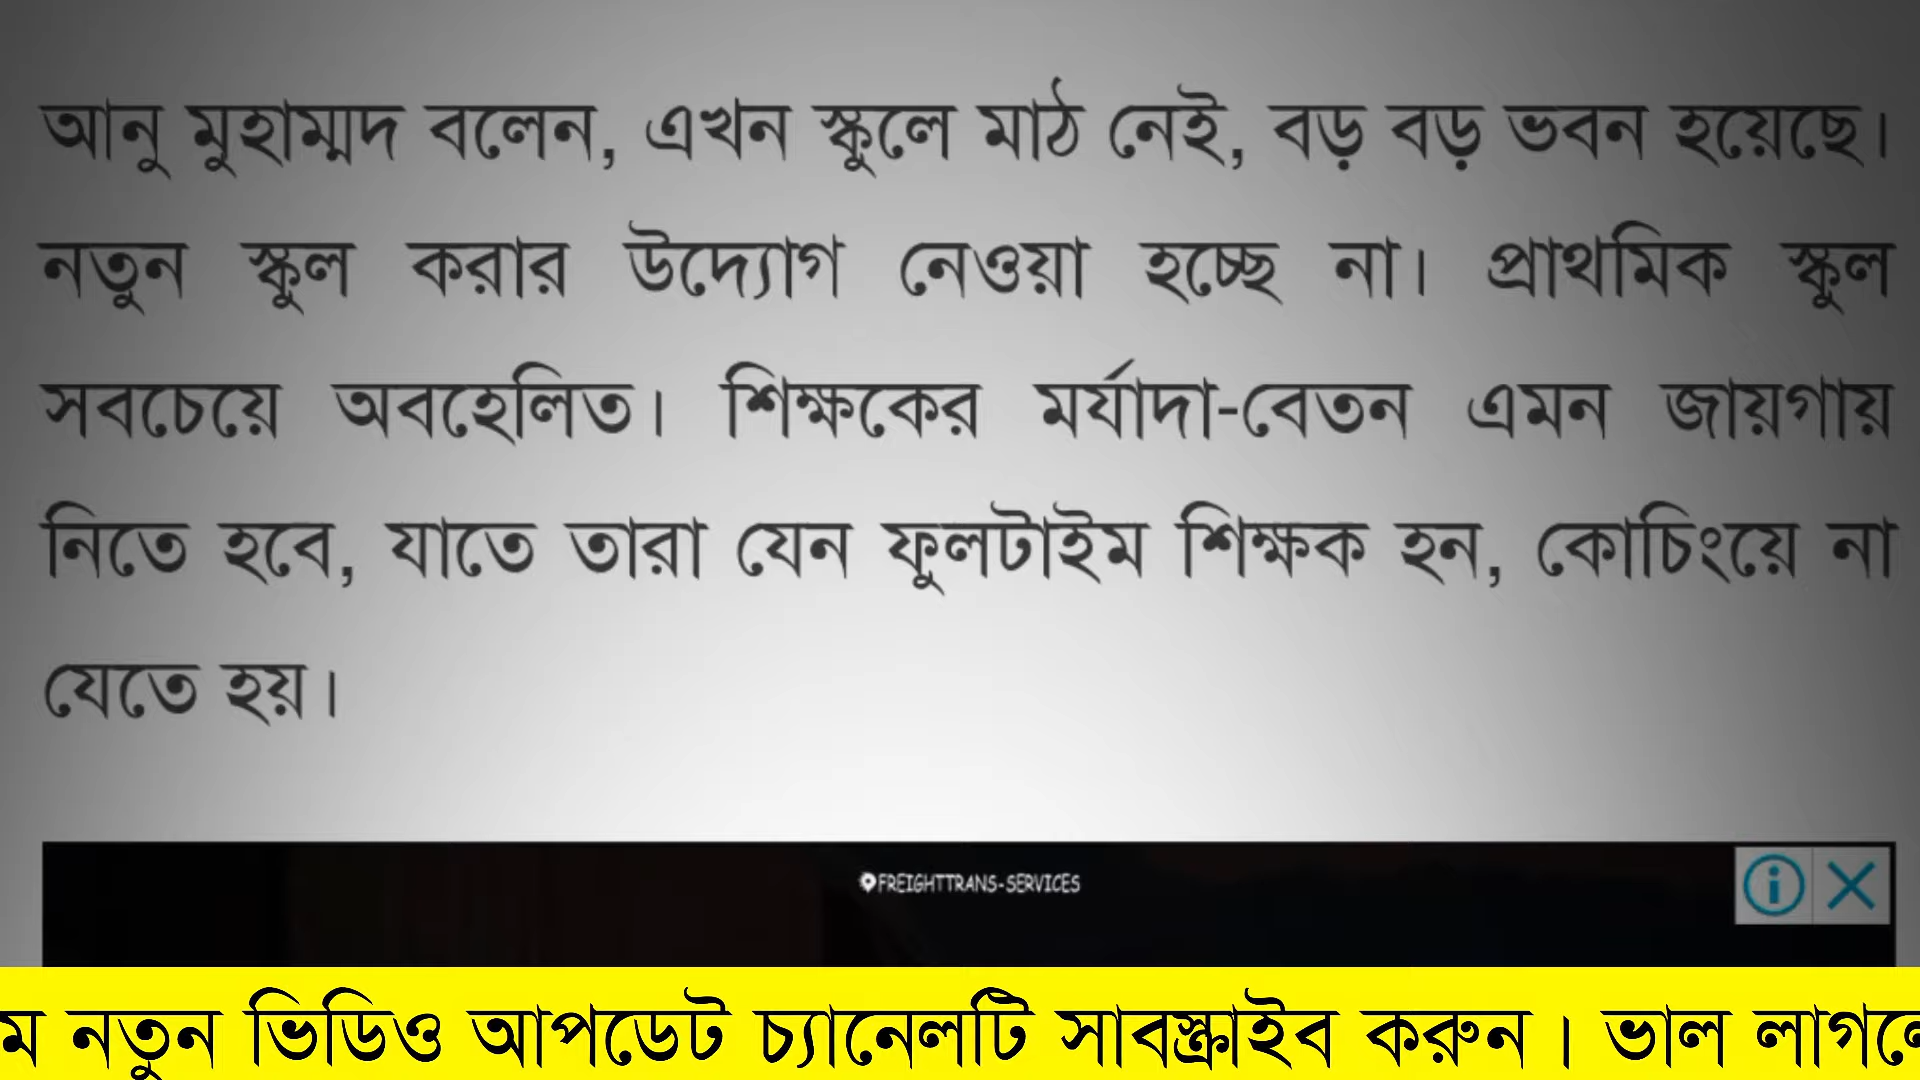 আনু মুহাম্মদ বলেন, এখন স্কুলে মাঠ নেই, বড় বড় ভবন হয়েছে।
নতুন স্কুল করার উদ্যোগ নেওয়া হচ্ছে না। প্রাথমিক স্কুল
সবচেয়ে অবহেলিত। শিক্ষকের মর্যাদা-বেতন এমন জায়গায়
নিতে হবে, যাতে তারা যেন ফুলটাইম শিক্ষক হন, কোচিংয়ে না
যেতে হয়।
FREIGHTTRANS-SERVICES
ম নতুন ভিডিও আপডেট চ্যানেলটি সাবস্ক্রাইব করুন। ভাল লাগলে